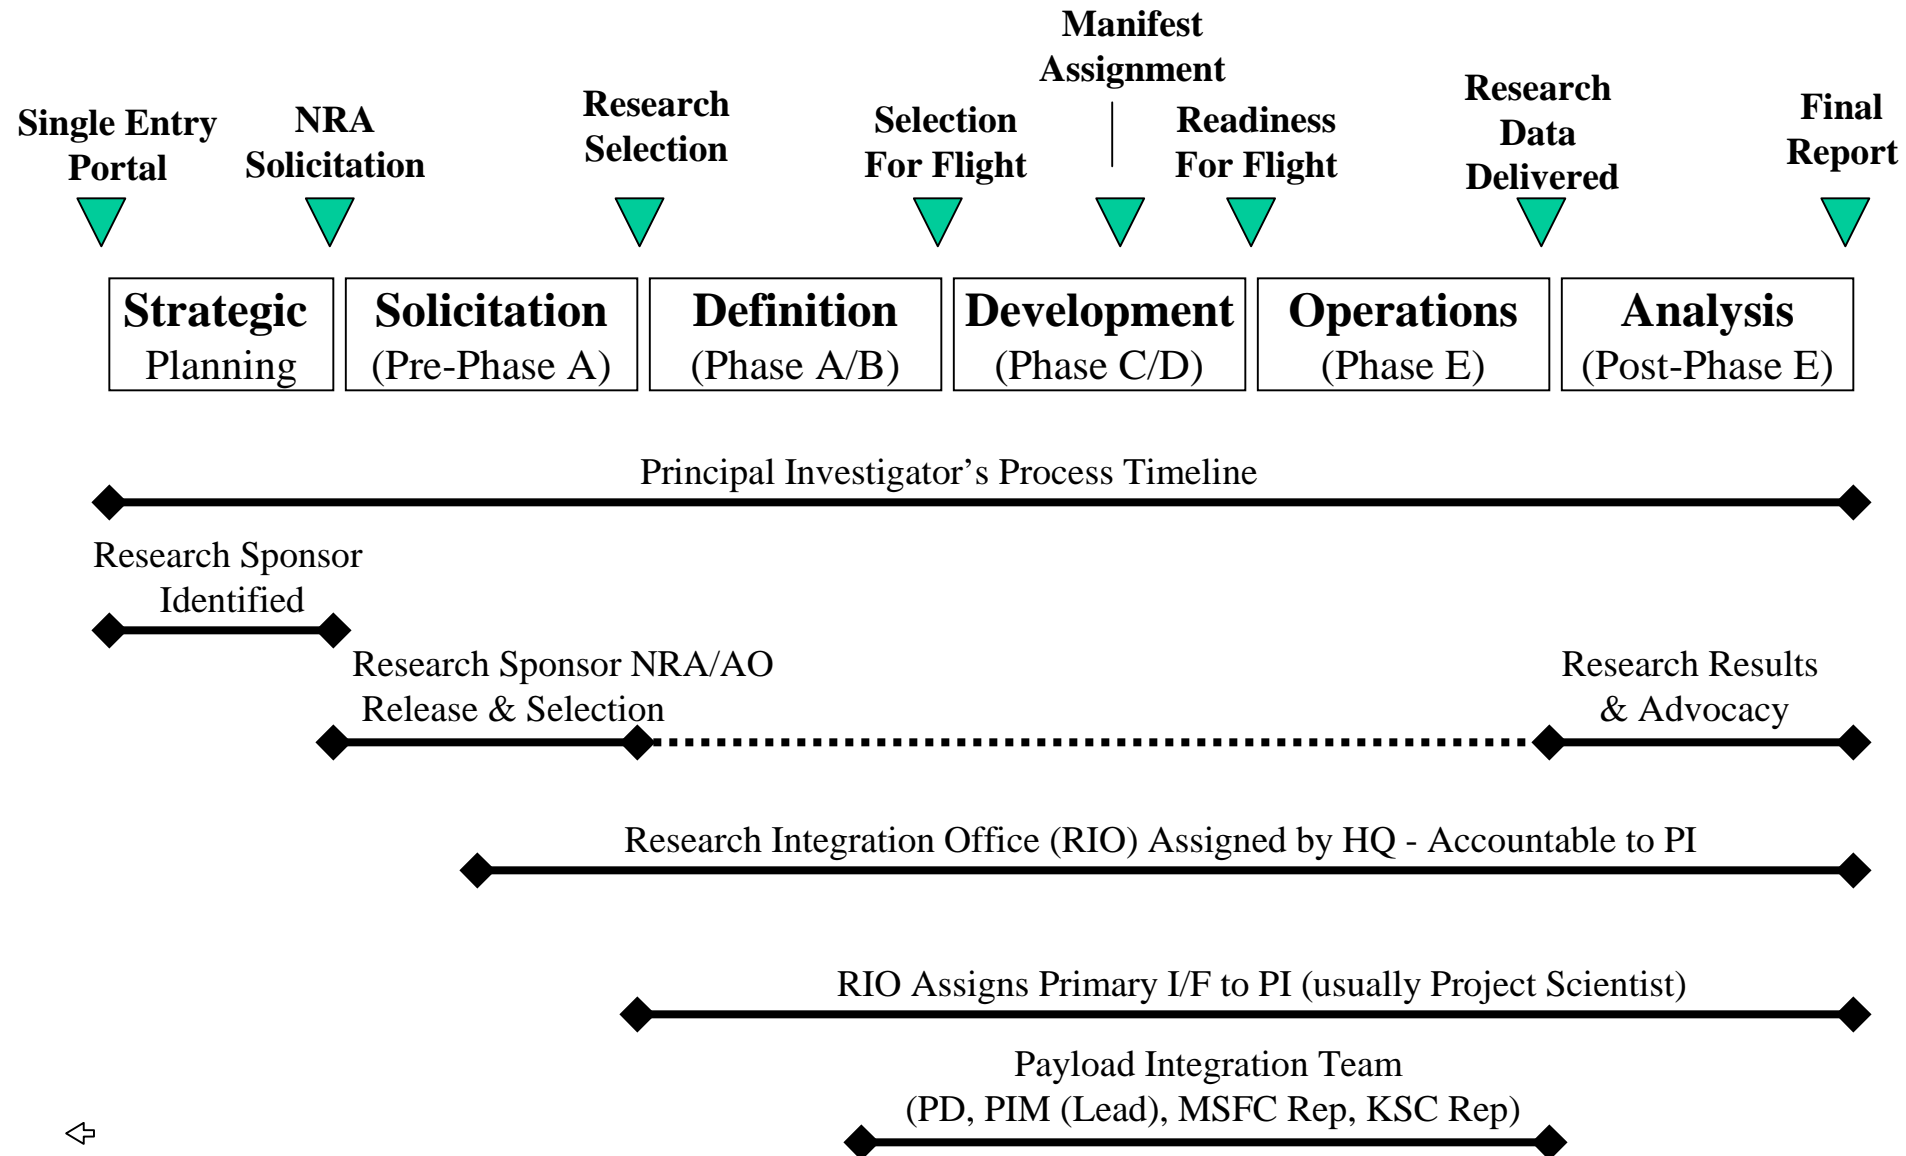 Manifest
Assignment
Single Entry
Portal
NRA
Solicitation
Research
Selection
Selection
For Flight
Readiness
For Flight
Research
Data
Delivered
Final
Report
Strategic
Planning
Solicitation
(Pre-Phase A)
Definition
(Phase A/B)
Development
(Phase C/D)
Operations
(Phase E)
Analysis
(Post-Phase E)
Principal Investigator’s Process Timeline
Research Sponsor
Identified
Research Sponsor NRA/AO
Release & Selection
Research Results
& Advocacy
Research Integration Office (RIO) Assigned by HQ - Accountable to PI
RIO Assigns Primary I/F to PI (usually Project Scientist)
Payload Integration Team
(PD, PIM (Lead), MSFC Rep, KSC Rep)